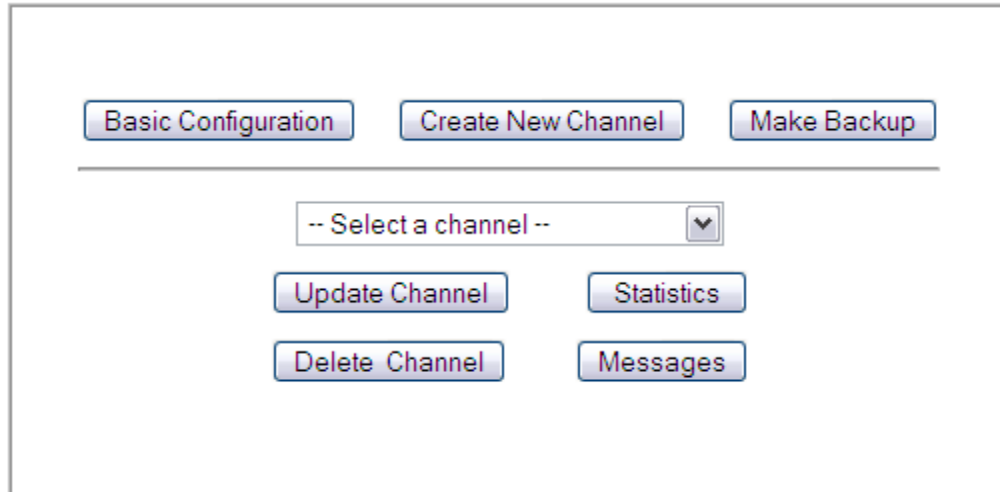 Basic Configuration Create New Channel Make Backup
-- Select a channel --
Update Channel Statistics
Delete Channel Messages